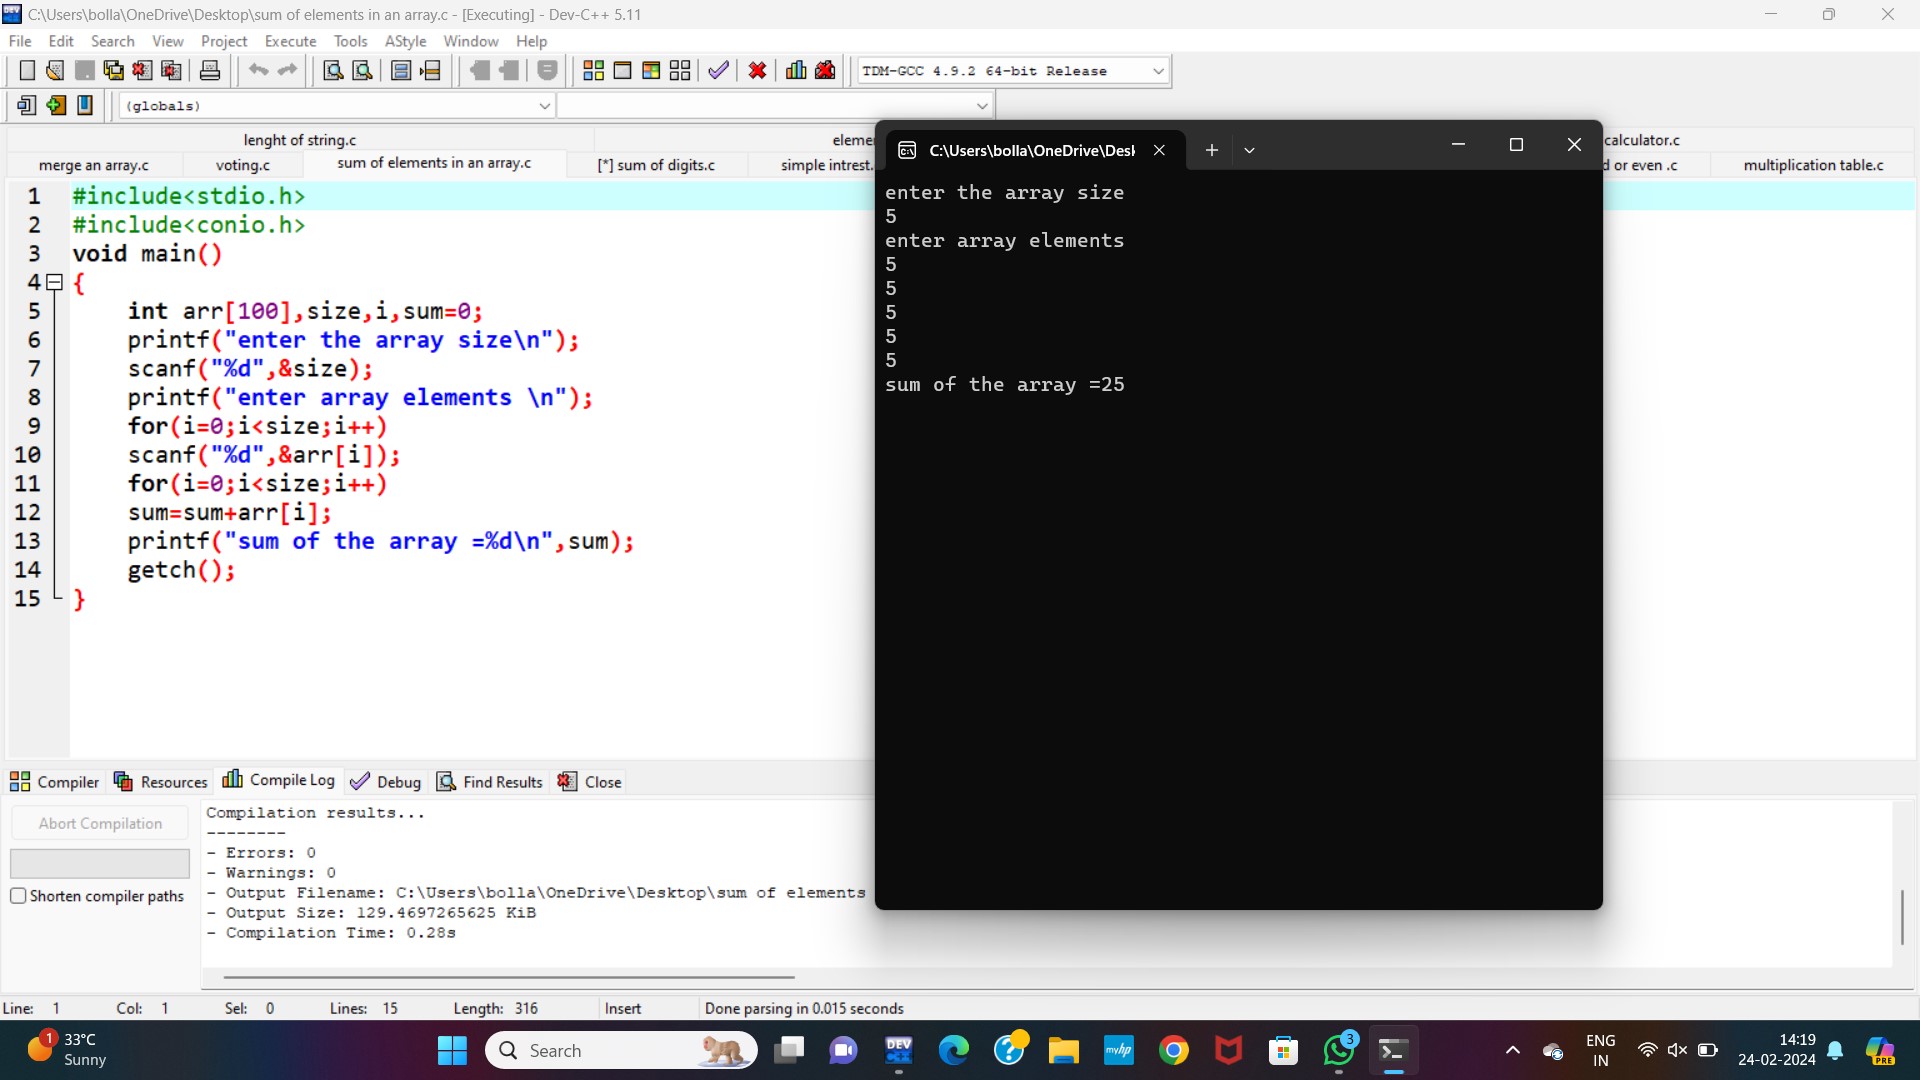 C:\Users\bolla\OneDrive\Desktop\sum of elements in an array.c - [Executing] - Dev-C++ 5.11
File Edit Search View Project Execute Tools AStyle Window Help
TDM-GCC 4.9.2 64-bit Release
(globals)
lenght of string.c
calculator.c
merge an array.c voting.c sum of elements in an array.c [*] sum of digits.c simple intrest. or even .c multiplication table.c
1 #include<stdio.h>
2 #include<conio.h>
3 void main()
4 {
5 int arr[100],size,i,sum=0;
6 printf("enter the array size\n");
7 scanf("%d",&size);
8 printf("enter array elements \n");
9 for(i=0;i<size;i++)
10 scanf("%d",&arr[i]);
11 for(i=0;i<size;i++)
12 sum=sum+arr[i];
13 printf("sum of the array =%d\n",sum);
14 getch();
15 }
C:\Users\bolla\OneDrive\Desk
enter the array size
5
enter array elements
5
5
5
5
5
sum of the array =25
Compiler Resources Compile Log Debug Find Results Close
Abort Compilation
Shorten compiler paths
Compilation results...
--------
- Errors: 0
- Warnings: 0
- Output Filename: C:\Users\bolla\OneDrive\Desktop\sum of elements
- Output Size: 129.4697265625 KiB
- Compilation Time: 0.28s
Line: 1 Col: 1 Sel: 0 Lines: 15 Length: 316 Insert Done parsing in 0.015 seconds
1
33°C
Sunny
Search
DEV
C++
myhp
3
ENG
IN
14:19
24-02-2024
PRE